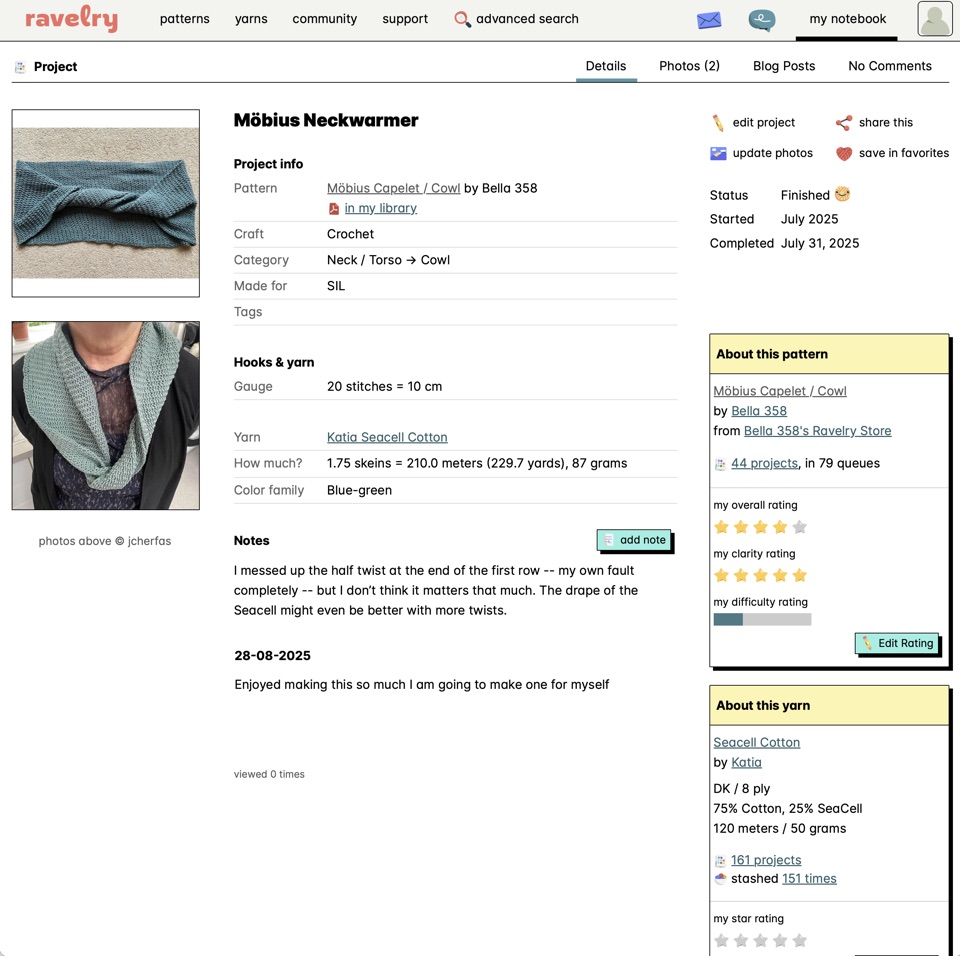 ravelry
patterns yarns community support advanced search my notebook
Project
Details Photos (2) Blog Posts No Comments
photos above © jcherfas
Möbius Neckwarmer
Project info
Pattern Möbius Capelet / Cowl by Bella 358
in my library
Craft Crochet
Category Neck / Torso → Cowl
Made for SIL
Tags
Hooks & yarn
Gauge 20 stitches = 10 cm
Yarn Katia Seacell Cotton
How much? 1.75 skeins = 210.0 meters (229.7 yards), 87 grams
Color family Blue-green
Notes
add note
I messed up the half twist at the end of the first row -- my own fault
completely -- but I don’t think it matters that much. The drape of the
Seacell might even be better with more twists.
28-08-2025
Enjoyed making this so much I am going to make one for myself
viewed 0 times
edit project share this
update photos save in favorites
Status Finished
Started July 2025
Completed July 31, 2025
About this pattern
Möbius Capelet / Cowl
by Bella 358
from Bella 358's Ravelry Store
44 projects, in 79 queues
my overall rating
my clarity rating
my difficulty rating
Edit Rating
About this yarn
Seacell Cotton
by Katia
DK / 8 ply
75% Cotton, 25% SeaCell
120 meters / 50 grams
161 projects
stashed 151 times
my star rating